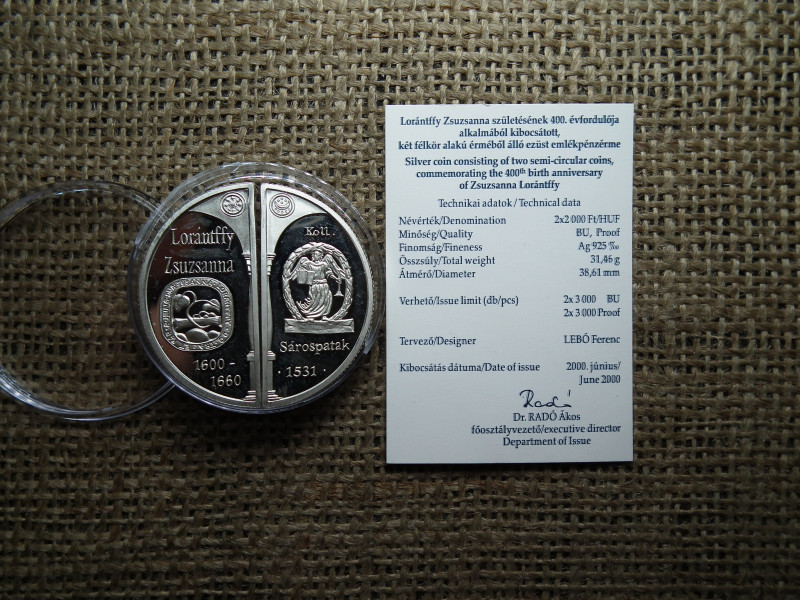 Lorántffy
Zsuzsanna
1600 -
1660
Koll.
Sárospatak
· 1531 ·
Lorántffy Zsuzsanna születésének 400. évfordulója
alkalmából kibocsátott,
két félkör alakú érméből álló ezüst emlékpénzérme
Silver coin consisting of two semi-circular coins,
commemorating the 400th birth anniversary
of Zsuzsanna Lorántffy
Technikai adatok / Technical data
Névérték/Denomination 2x2 000 Ft/HUF
Minőség/Quality BU, Proof
Finomság/Fineness Ag 925 ‰
Összsúly/Total weight 31,46 g
Átmérő/Diameter 38,61 mm
Verhető/Issue limit (db/pcs) 2x 3 000 BU
2x 3 000 Proof
Tervező/Designer LEBÓ Ferenc
Kibocsátás dátuma/Date of issue 2000. június/
June 2000
Radó
Dr. RADÓ Ákos
főosztályvezető/executive director
Department of Issue